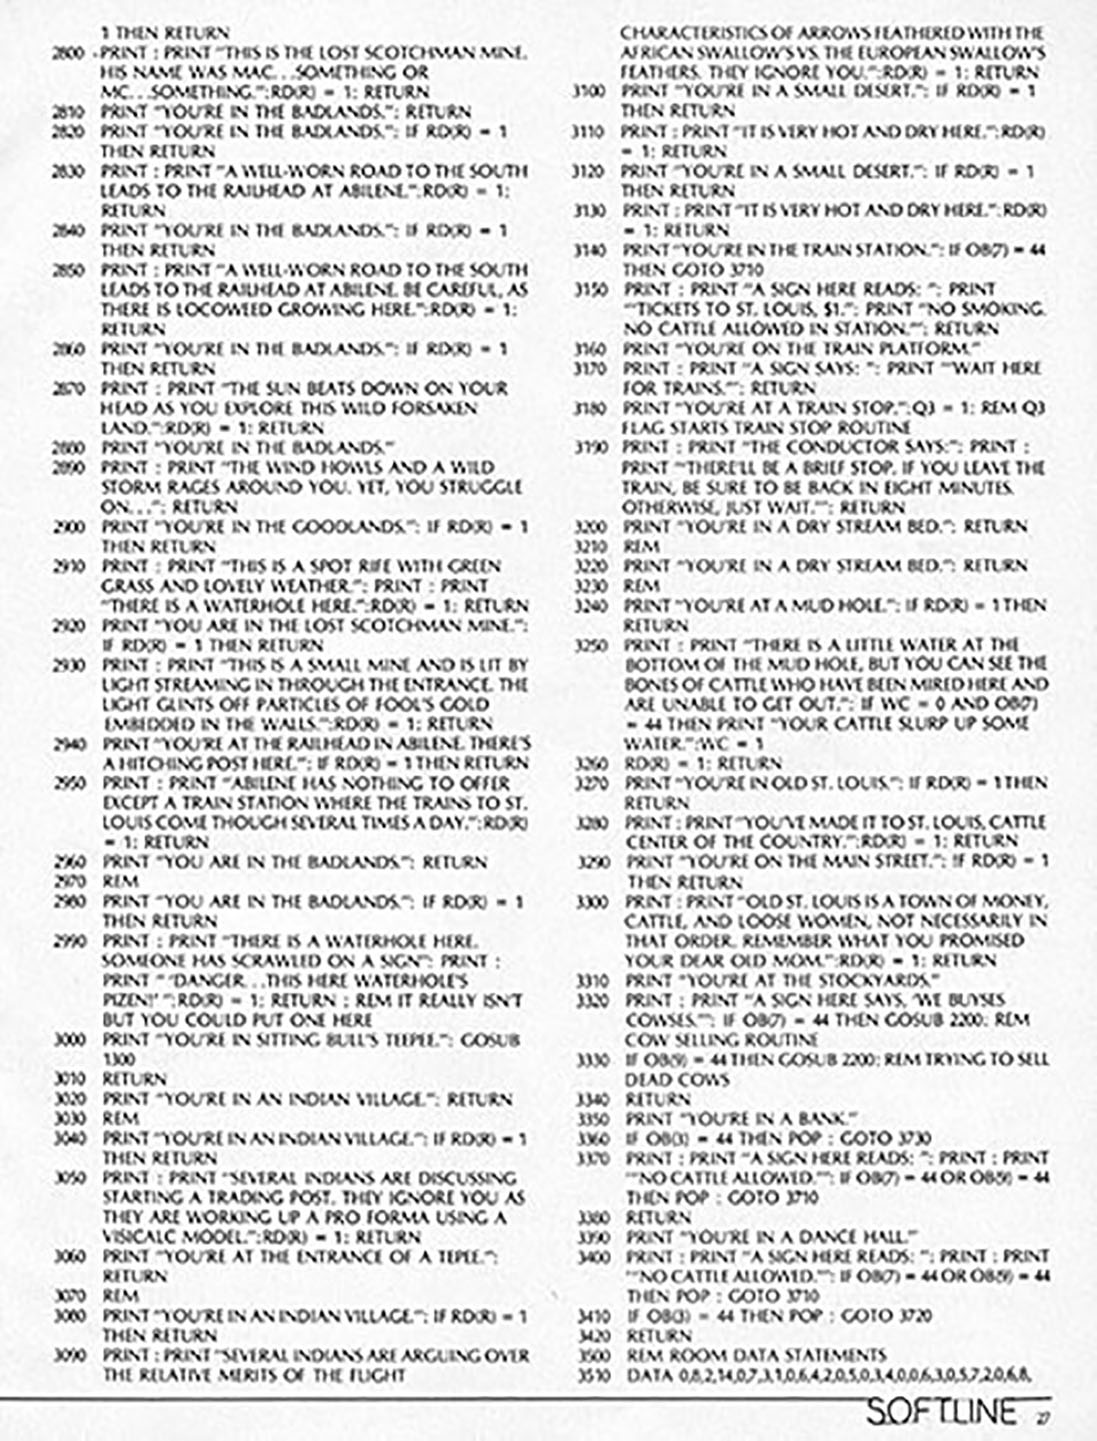 1 THEN RETURN
2800 PRINT : PRINT "THIS IS THE LOST SCOTCHMAN MINE.
HIS NAME WAS MAC. . .SOMETHING OR
MC. . .SOMETHING.":RD(R) = 1: RETURN
2810 PRINT "YOU'RE IN THE BADLANDS.": RETURN
2820 PRINT "YOU'RE IN THE BADLANDS.": IF RD(R) = 1
THEN RETURN
2830 PRINT : PRINT "A WELL-WORN ROAD TO THE SOUTH
LEADS TO THE RAILHEAD AT ABILENE.":RD(R) = 1:
RETURN
2840 PRINT "YOU'RE IN THE BADLANDS.": IF RD(R) = 1
THEN RETURN
2850 PRINT : PRINT "A WELL-WORN ROAD TO THE SOUTH
LEADS TO THE RAILHEAD AT ABILENE. BE CAREFUL, AS
THERE IS LOCOWEED GROWING HERE.":RD(R) = 1:
RETURN
2860 PRINT "YOU'RE IN THE BADLANDS.": IF RD(R) = 1
THEN RETURN
2870 PRINT : PRINT "THE SUN BEATS DOWN ON YOUR
HEAD AS YOU EXPLORE THIS WILD FORSAKEN
LAND.":RD(R) = 1: RETURN
2880 PRINT "YOU'RE IN THE BADLANDS."
2890 PRINT : PRINT "THE WIND HOWLS AND A WILD
STORM RAGES AROUND YOU. YET, YOU STRUGGLE
ON. . .": RETURN
2900 PRINT "YOU'RE IN THE GOODLANDS.": IF RD(R) = 1
THEN RETURN
2910 PRINT : PRINT "THIS IS A SPOT RIFE WITH GREEN
GRASS AND LOVELY WEATHER.": PRINT : PRINT
"THERE IS A WATERHOLE HERE.":RD(R) = 1: RETURN
2920 PRINT "YOU ARE IN THE LOST SCOTCHMAN MINE.":
IF RD(R) = 1 THEN RETURN
2930 PRINT : PRINT "THIS IS A SMALL MINE AND IS LIT BY
LIGHT STREAMING IN THROUGH THE ENTRANCE. THE
LIGHT GLINTS OFF PARTICLES OF FOOL'S GOLD
EMBEDDED IN THE WALLS.":RD(R) = 1: RETURN
2940 PRINT "YOU'RE AT THE RAILHEAD IN ABILENE. THERE'S
A HITCHING POST HERE.": IF RD(R) = 1 THEN RETURN
2950 PRINT : PRINT "ABILENE HAS NOTHING TO OFFER
EXCEPT A TRAIN STATION WHERE THE TRAINS TO ST.
LOUIS COME THOUGH SEVERAL TIMES A DAY.":RD(R)
= 1: RETURN
2960 PRINT "YOU ARE IN THE BADLANDS.": RETURN
2970 REM
2980 PRINT "YOU ARE IN THE BADLANDS.": IF RD(R) = 1
THEN RETURN
2990 PRINT : PRINT "THERE IS A WATERHOLE HERE.
SOMEONE HAS SCRAWLED ON A SIGN": PRINT :
PRINT " 'DANGER. . .THIS HERE WATERHOLE'S
PIZEN!' ":RD(R) = 1: RETURN : REM IT REALLY ISN'T
BUT YOU COULD PUT ONE HERE
3000 PRINT "YOU'RE IN SITTING BULL'S TEEPEE.": GOSUB
1300
3010 RETURN
3020 PRINT "YOU'RE IN AN INDIAN VILLAGE.": RETURN
3030 REM
3040 PRINT "YOU'RE IN AN INDIAN VILLAGE.": IF RD(R) = 1
THEN RETURN
3050 PRINT : PRINT "SEVERAL INDIANS ARE DISCUSSING
STARTING A TRADING POST. THEY IGNORE YOU AS
THEY ARE WORKING UP A PRO FORMA USING A
VISICALC MODEL.":RD(R) = 1: RETURN
3060 PRINT "YOU'RE AT THE ENTRANCE OF A TEPEE.":
RETURN
3070 REM
3080 PRINT "YOU'RE IN AN INDIAN VILLAGE.": IF RD(R) = 1
THEN RETURN
3090 PRINT : PRINT "SEVERAL INDIANS ARE ARGUING OVER
THE RELATIVE MERITS OF THE FLIGHT
CHARACTERISTICS OF ARROWS FEATHERED WITH THE
AFRICAN SWALLOW'S VS. THE EUROPEAN SWALLOW'S
FEATHERS. THEY IGNORE YOU.":RD(R) = 1: RETURN
3100 PRINT "YOU'RE IN A SMALL DESERT.": IF RD(R) = 1
THEN RETURN
3110 PRINT : PRINT "IT IS VERY HOT AND DRY HERE.":RD(R)
= 1: RETURN
3120 PRINT "YOU'RE IN A SMALL DESERT.": IF RD(R) = 1
THEN RETURN
3130 PRINT : PRINT "IT IS VERY HOT AND DRY HERE.":RD(R)
= 1: RETURN
3140 PRINT "YOU'RE IN THE TRAIN STATION.": IF OB(7) = 44
THEN GOTO 3710
3150 PRINT : PRINT "A SIGN HERE READS: ": PRINT
"'TICKETS TO ST. LOUIS, $1.": PRINT "NO SMOKING.
NO CATTLE ALLOWED IN STATION.'": RETURN
3160 PRINT "YOU'RE ON THE TRAIN PLATFORM."
3170 PRINT : PRINT "A SIGN SAYS: ": PRINT "'WAIT HERE
FOR TRAINS.'": RETURN
3180 PRINT "YOU'RE AT A TRAIN STOP.":Q3 = 1: REM Q3
FLAG STARTS TRAIN STOP ROUTINE
3190 PRINT : PRINT "THE CONDUCTOR SAYS:": PRINT :
PRINT "'THERE'LL BE A BRIEF STOP. IF YOU LEAVE THE
TRAIN, BE SURE TO BE BACK IN EIGHT MINUTES.
OTHERWISE, JUST WAIT.'": RETURN
3200 PRINT "YOU'RE IN A DRY STREAM BED.": RETURN
3210 REM
3220 PRINT "YOU'RE IN A DRY STREAM BED.": RETURN
3230 REM
3240 PRINT "YOU'RE AT A MUD HOLE.": IF RD(R) = 1 THEN
RETURN
3250 PRINT : PRINT "THERE IS A LITTLE WATER AT THE
BOTTOM OF THE MUD HOLE, BUT YOU CAN SEE THE
BONES OF CATTLE WHO HAVE BEEN MIRED HERE AND
ARE UNABLE TO GET OUT.": IF WC = 0 AND OB(7)
= 44 THEN PRINT "YOUR CATTLE SLURP UP SOME
WATER.":WC = 1
3260 RD(R) = 1: RETURN
3270 PRINT "YOU'RE IN OLD ST. LOUIS.": IF RD(R) = 1 THEN
RETURN
3280 PRINT : PRINT "YOU'VE MADE IT TO ST. LOUIS, CATTLE
CENTER OF THE COUNTRY.":RD(R) = 1: RETURN
3290 PRINT "YOU'RE ON THE MAIN STREET.": IF RD(R) = 1
THEN RETURN
3300 PRINT : PRINT "OLD ST. LOUIS IS A TOWN OF MONEY,
CATTLE, AND LOOSE WOMEN, NOT NECESSARILY IN
THAT ORDER. REMEMBER WHAT YOU PROMISED
YOUR DEAR OLD MOM.":RD(R) = 1: RETURN
3310 PRINT "YOU'RE AT THE STOCKYARDS."
3320 PRINT : PRINT "A SIGN HERE SAYS, 'WE BUYSES
COWSES.'": IF OB(7) = 44 THEN GOSUB 2200: REM
COW SELLING ROUTINE
3330 IF OB(9) = 44 THEN GOSUB 2200: REM TRYING TO SELL
DEAD COWS
3340 RETURN
3350 PRINT "YOU'RE IN A BANK."
3360 IF OB(3) = 44 THEN POP : GOTO 3730
3370 PRINT : PRINT "A SIGN HERE READS: ": PRINT : PRINT
"'NO CATTLE ALLOWED.'": IF OB(7) = 44 OR OB(9) = 44
THEN POP : GOTO 3710
3380 RETURN
3390 PRINT "YOU'RE IN A DANCE HALL."
3400 PRINT : PRINT "A SIGN HERE READS: ": PRINT : PRINT
"'NO CATTLE ALLOWED.'": IF OB(7) = 44 OR OB(9) = 44
THEN POP : GOTO 3710
3410 IF OB(3) = 44 THEN POP : GOTO 3720
3420 RETURN
3500 REM ROOM DATA STATEMENTS
3510 DATA 0,8,2,14,0,7,3,1,0,6,4,2,0,5,0,3,4,0,0,6,3,0,5,7,2,0,6,8,
SOFTLINE 27